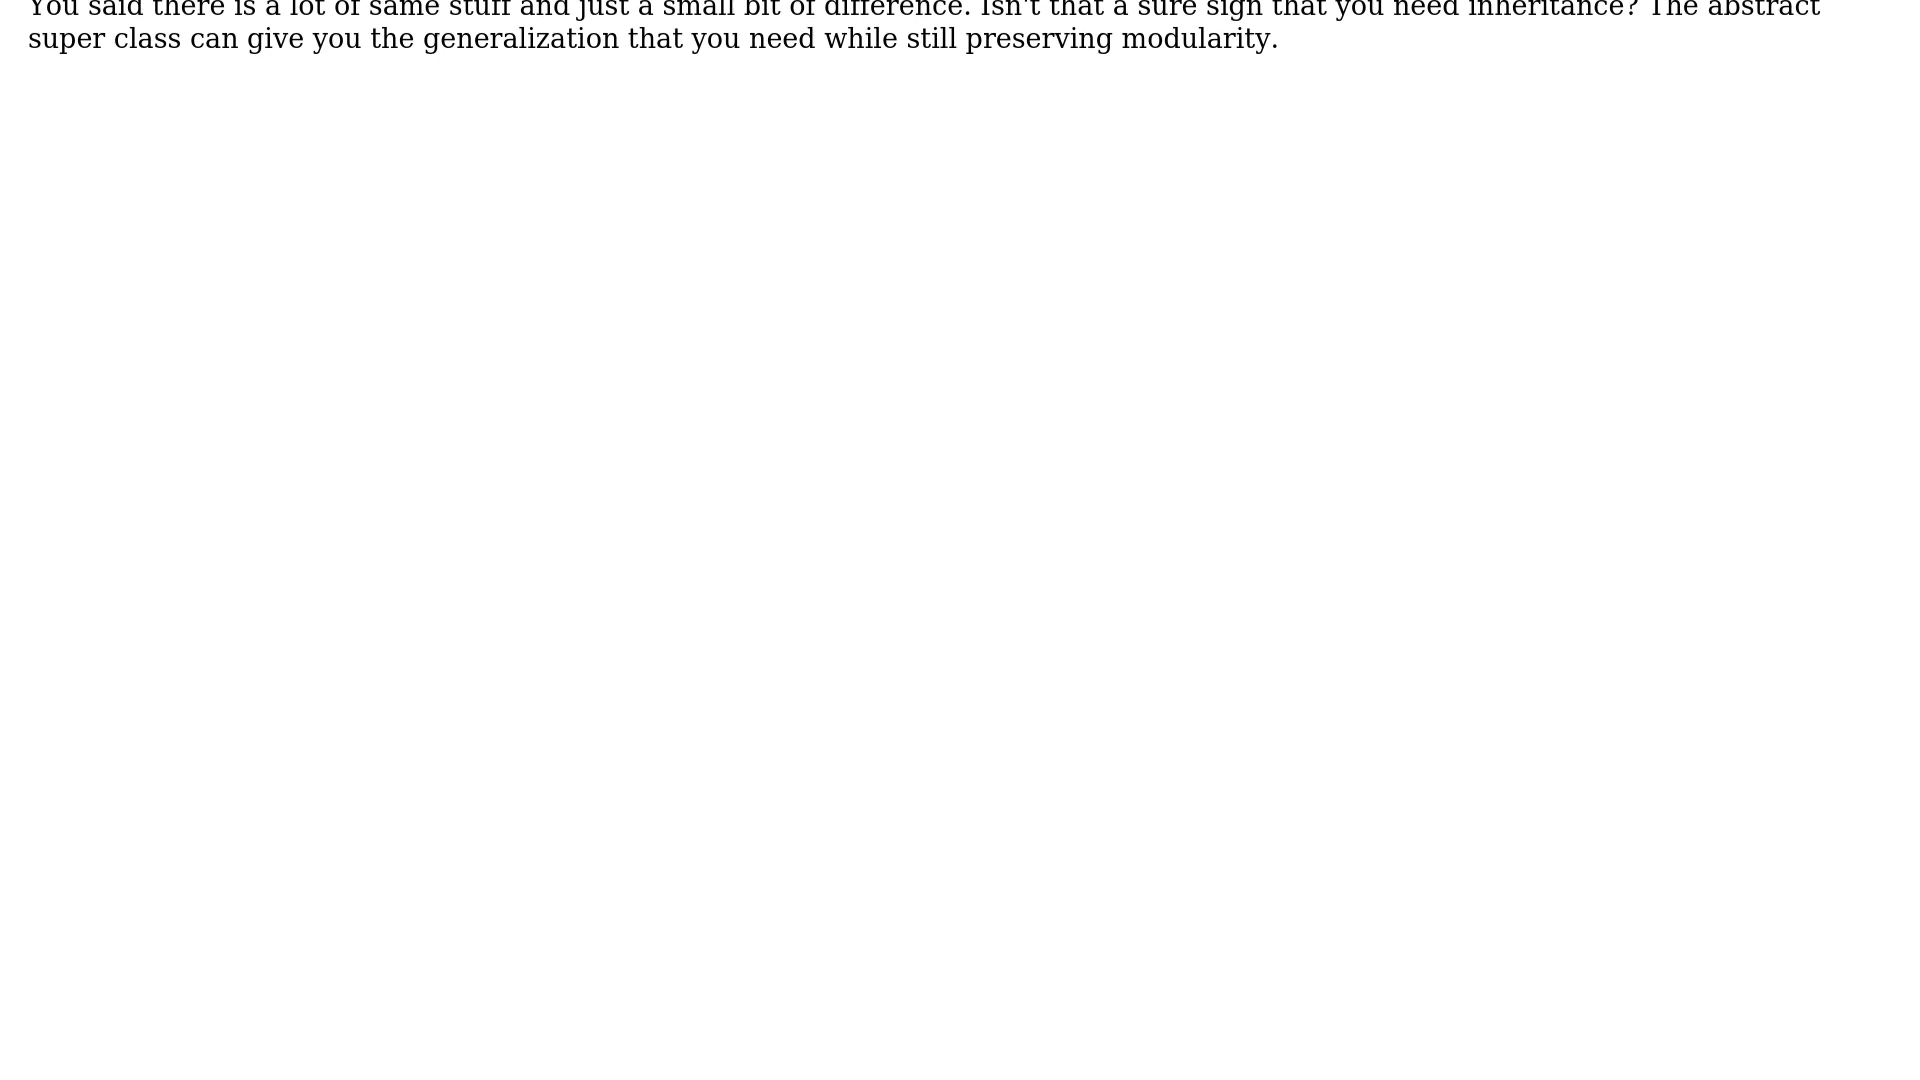 You said there is a lot of same stuff and just a small bit of difference. Isn't that a sure sign that you need inheritance? The abstract
super class can give you the generalization that you need while still preserving modularity.